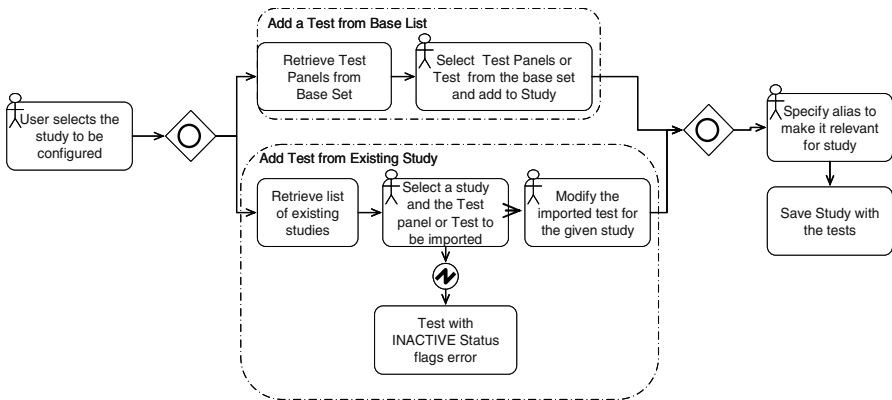 Add a Test from Base List
Retrieve Test
Panels from
Base Set
Select Test Panels or
Test from the base set
and add to Study
User selects the
study to be
configured
Specify alias to
make it relevant
for study
Add Test from Existing Study
Retrieve list
of existing
studies
Select a study
and the Test
panel or Test to
be imported
Modify the
imported test for
the given study
Save Study with
the tests
Test with
INACTIVE Status
flags error